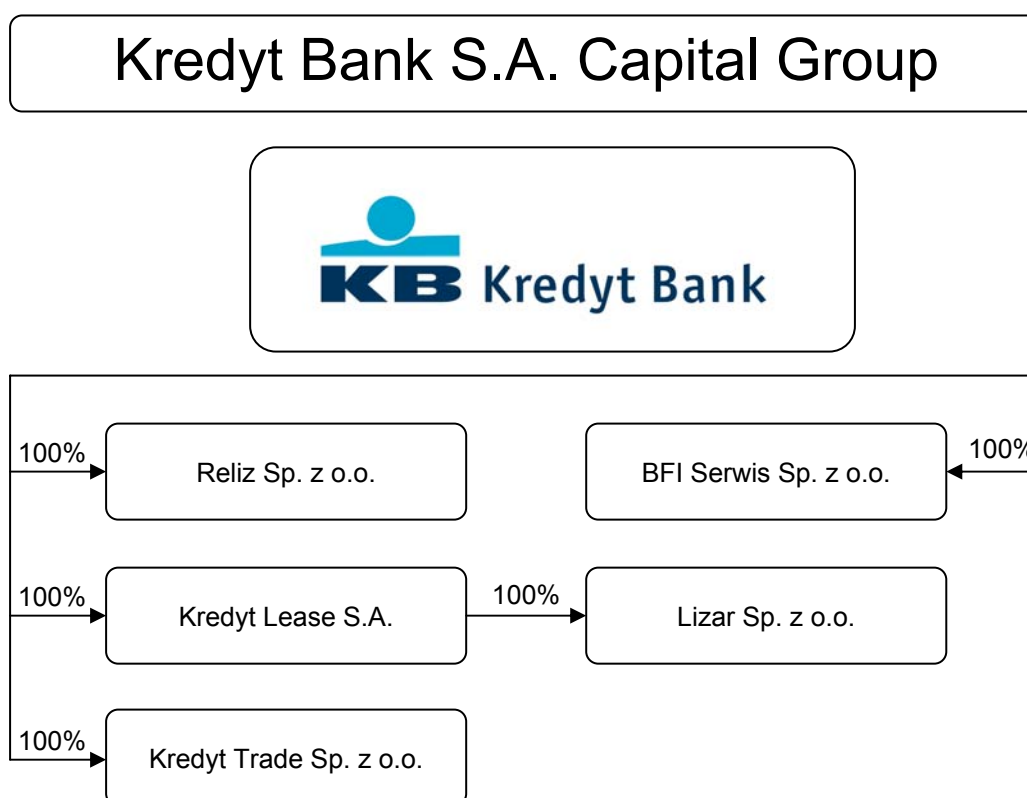 Kredyt Bank S.A. Capital Group
KB Kredyt Bank
100%
Reliz Sp. z o.o.
BFI Serwis Sp. z o.o.
100%
100%
Kredyt Lease S.A.
100%
Lizar Sp. z o.o.
100%
Kredyt Trade Sp. z o.o.